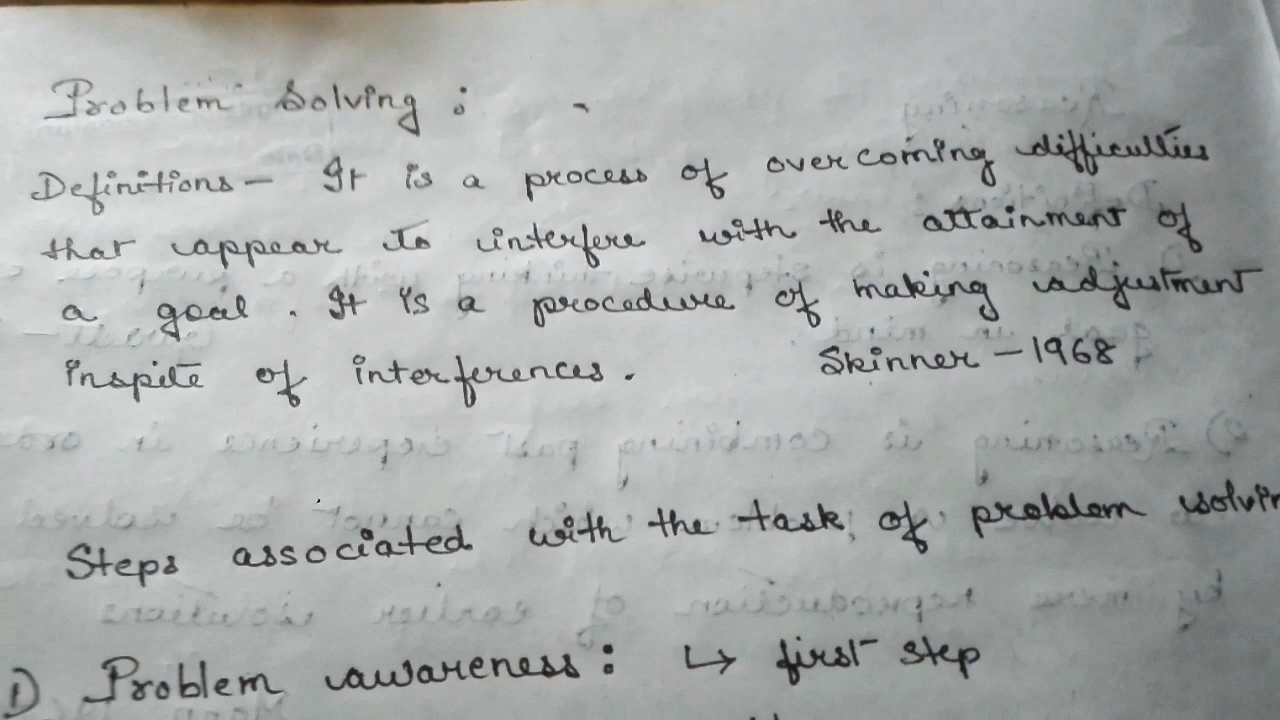 Problem Solving :
Definitions - It is a process of overcoming difficulties
that appear to interfere with the attainment of
a goal. It is a procedure of making adjustment
inspite of interferences. Skinner - 1968
Steps associated with the task of problem solvin
1) Problem awareness : ↳ first step